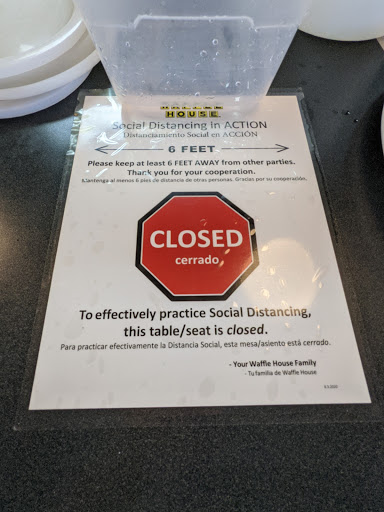 WAFFLE
HOUSE
Social Distancing in ACTION
Distanciamiento Social en ACCIÓN
6 FEET
Please keep at least 6 FEET AWAY from other parties.
Thank you for your cooperation.
Mantenga al menos 6 pies de distancia de otras personas. Gracias por su cooperación.
CLOSED
cerrado
To effectively practice Social Distancing,
this table/seat is closed.
Para practicar efectivamente la Distancia Social, esta mesa/asiento está cerrado.
- Your Waffle House Family
- Tu familia de Waffle House